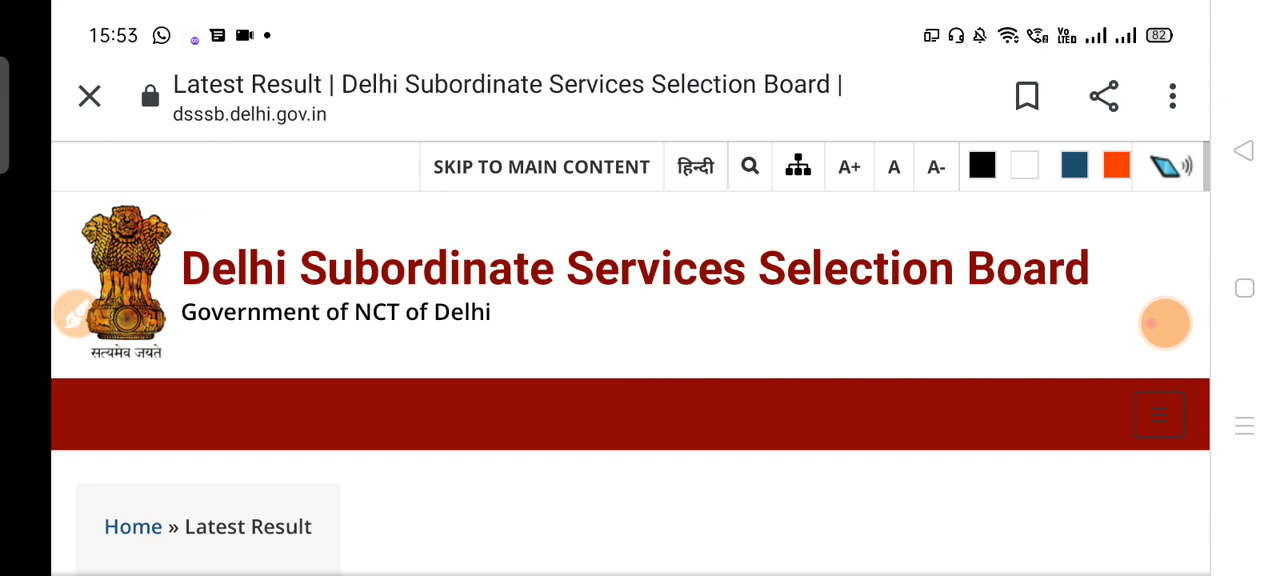 15:53
82
Latest Result | Delhi Subordinate Services Selection Board |
dsssb.delhi.gov.in
SKIP TO MAIN CONTENT हिन्दी A+ A A-
Delhi Subordinate Services Selection Board
Government of NCT of Delhi
सत्यमेव जयते
Home » Latest Result